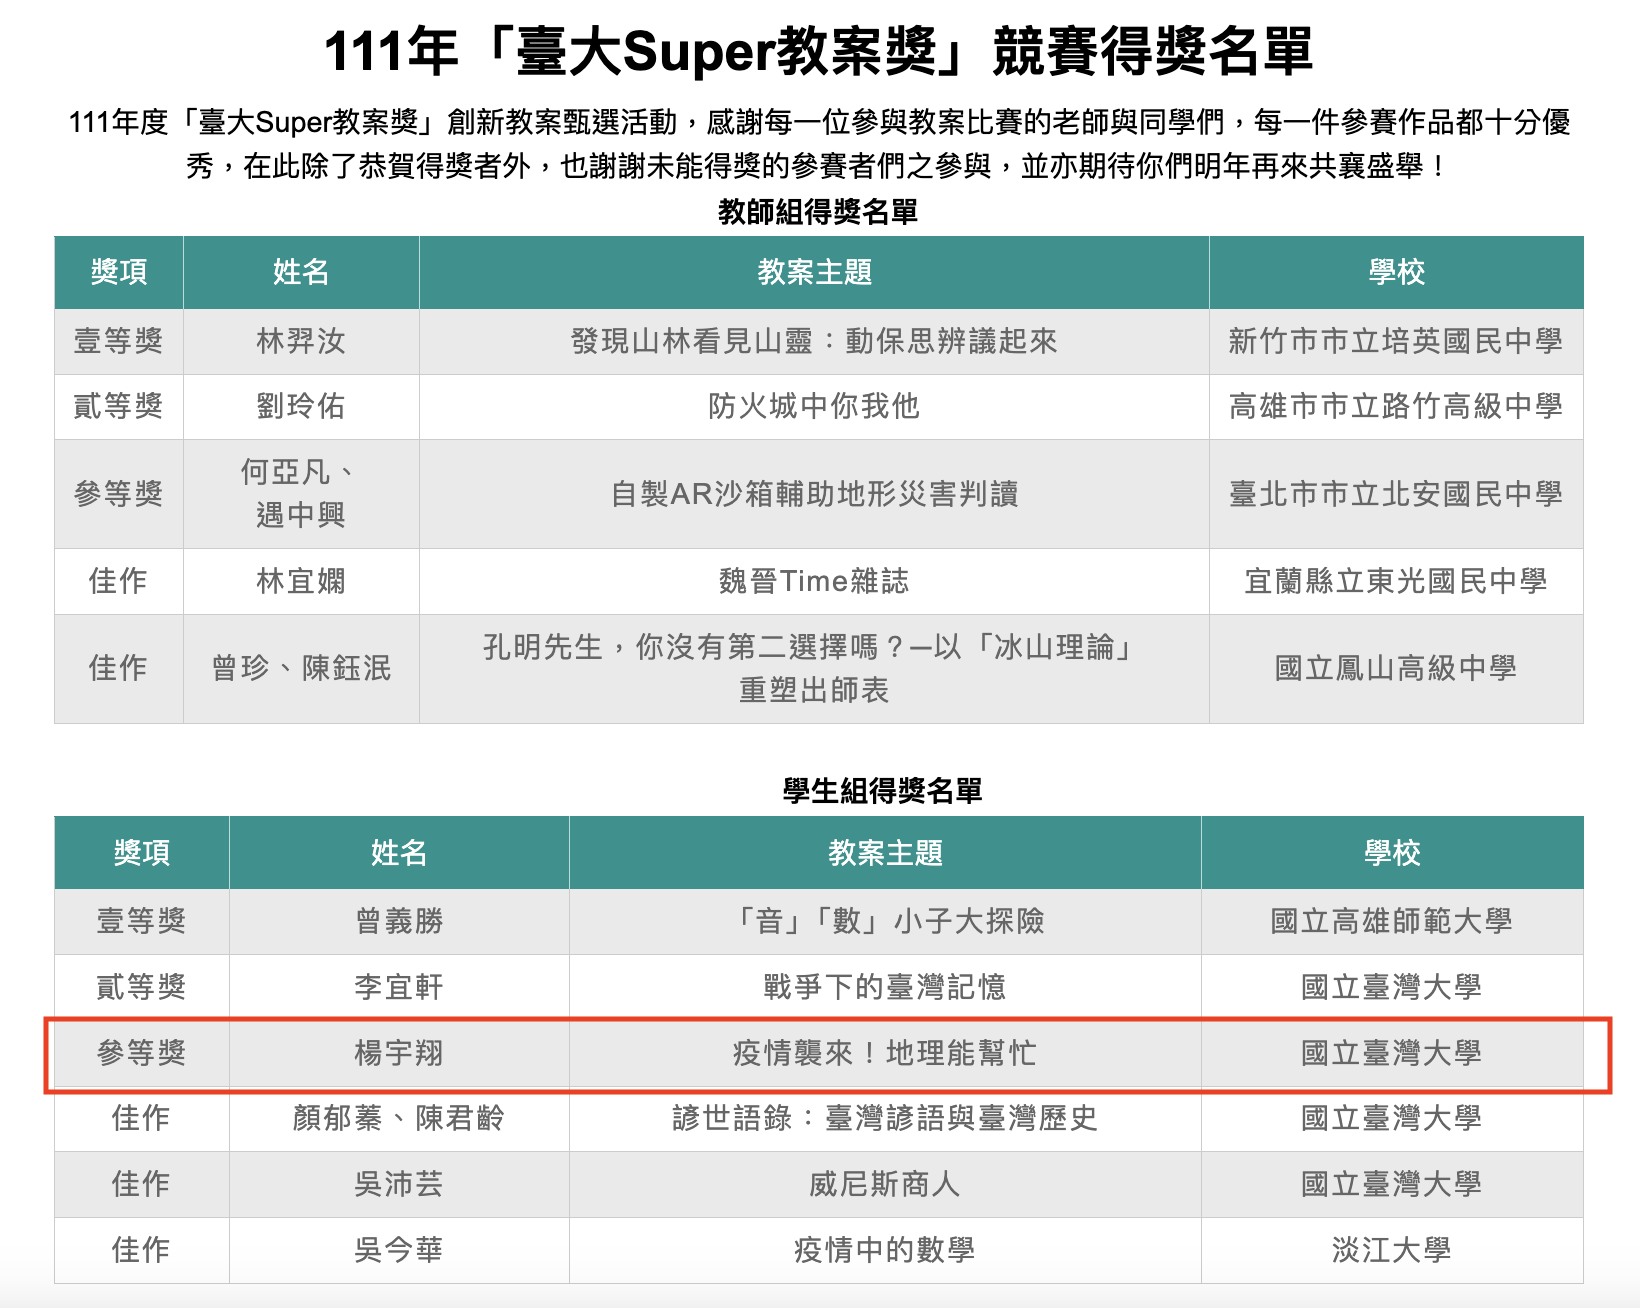 111年「臺大Super教案獎」競賽得獎名單
111年度「臺大Super教案獎」創新教案甄選活動，感謝每一位參與教案比賽的老師與同學們，每一件參賽作品都十分優
秀，在此除了恭賀得獎者外，也謝謝未能得獎的參賽者們之參與，並亦期待你們明年再來共襄盛舉！
教師組得獎名單
獎項 姓名 教案主題 學校
壹等獎 林羿汝 發現山林看見山靈：動保思辨議起來 新竹市市立培英國民中學
貳等獎 劉玲佑 防火城中你我他 高雄市市立路竹高級中學
參等獎 何亞凡、
遇中興 自製AR沙箱輔助地形災害判讀 臺北市市立北安國民中學
佳作 林宜嫻 魏晉Time雜誌 宜蘭縣立東光國民中學
佳作 曾珍、陳鈺泯 孔明先生，你沒有第二選擇嗎？—以「冰山理論」
重塑出師表 國立鳳山高級中學
學生組得獎名單
獎項 姓名 教案主題 學校
壹等獎 曾義勝 「音」「數」小子大探險 國立高雄師範大學
貳等獎 李宜軒 戰爭下的臺灣記憶 國立臺灣大學
參等獎 楊宇翔 疫情襲來！地理能幫忙 國立臺灣大學
佳作 顏郁蓁、陳君齡 諺世語錄：臺灣諺語與臺灣歷史 國立臺灣大學
佳作 吳沛芸 威尼斯商人 國立臺灣大學
佳作 吳今華 疫情中的數學 淡江大學